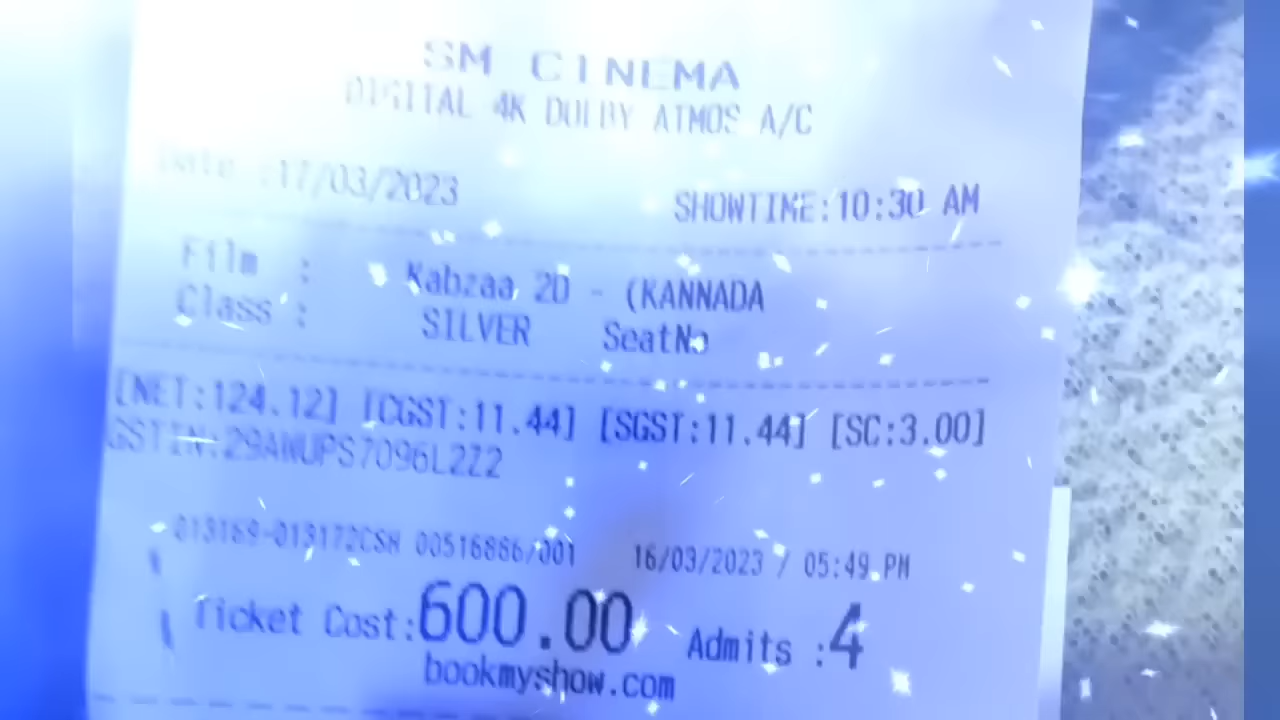 SM CINEMA
DIGITAL 4K DOLBY ATMOS A/C
Date :17/03/2023 SHOWTIME:10:30 AM
Film : Kabzaa 2D - (KANNADA
Class : SILVER SeatNo
[NET:124.12] [CGST:11.44] [SGST:11.44] [SC:3.00]
GSTIN:29AWUPS7096L2Z2
013169-013172CSH 00516886/001 16/03/2023 / 05:49 PM
Ticket Cost:600.00 Admits :4
bookmyshow.com